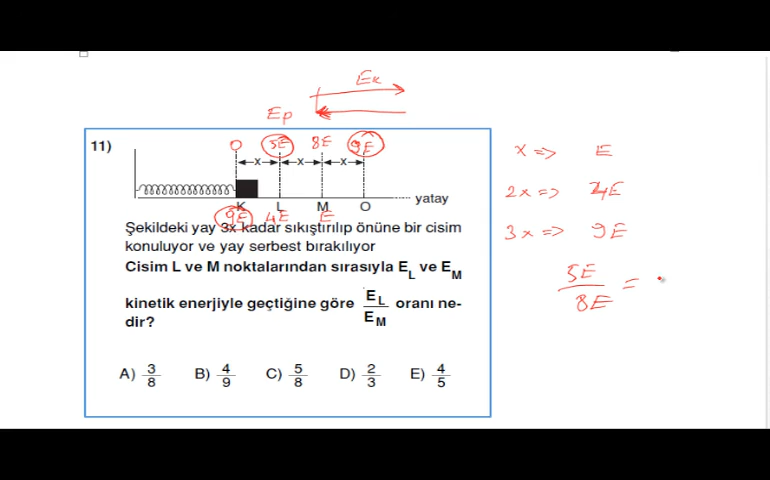 Ek
Ep
11)
0 5E 8E 9E
x x x
yatay
K L M O
9E 4E E
Şekildeki yay 3x kadar sıkıştırılıp önüne bir cisim
konuluyor ve yay serbest bırakılıyor
Cisim L ve M noktalarından sırasıyla EL ve EM
kinetik enerjiyle geçtiğine göre EL/EM oranı ne-
dir?
A) 3/8 B) 4/9 C) 5/8 D) 2/3 E) 4/5
x => E
2x => 4E
3x => 9E
5E/8E =